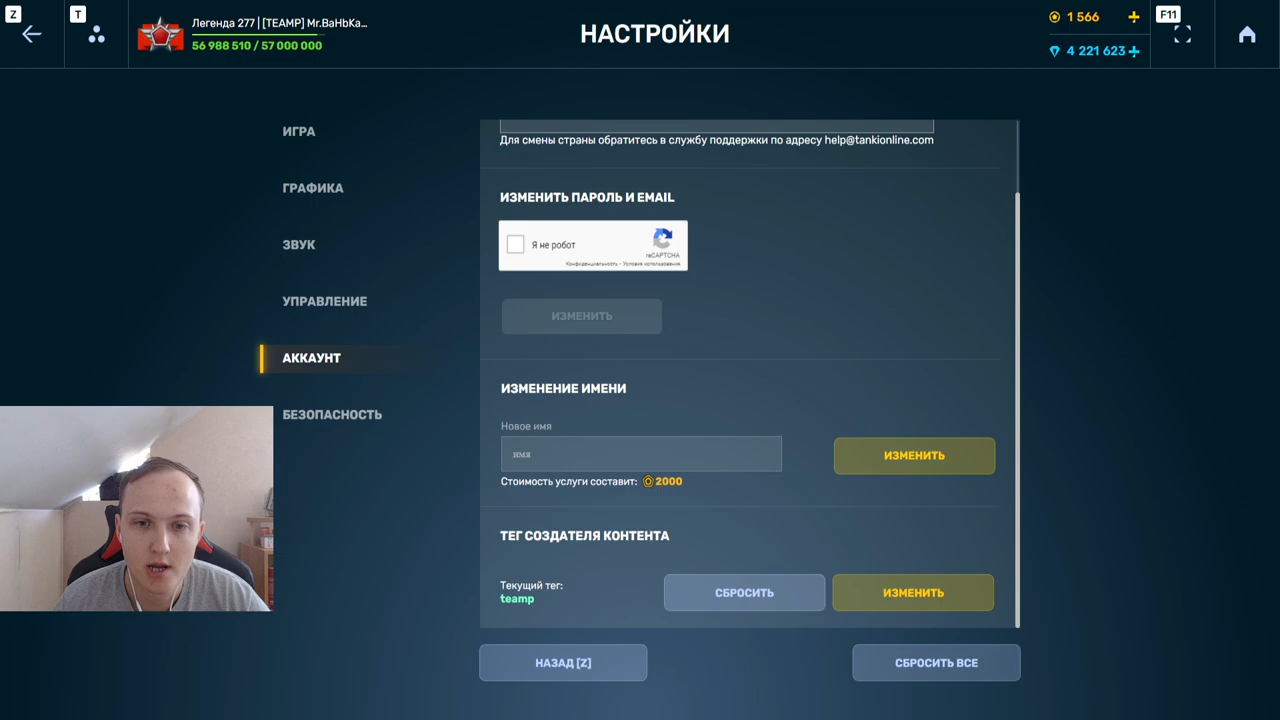 Z
T
Легенда 277 | [TEAMP] Mr.BaHbKa...
56 988 510 / 57 000 000
НАСТРОЙКИ
1 566
4 221 623
F11
ИГРА
ГРАФИКА
ЗВУК
УПРАВЛЕНИЕ
АККАУНТ
БЕЗОПАСНОСТЬ
Для смены страны обратитесь в службу поддержки по адресу help@tankionline.com
ИЗМЕНИТЬ ПАРОЛЬ И EMAIL
Я не робот
reCAPTCHA
Конфиденциальность - Условия использования
ИЗМЕНИТЬ
ИЗМЕНЕНИЕ ИМЕНИ
Новое имя
имя
ИЗМЕНИТЬ
Стоимость услуги составит: 2000
ТЕГ СОЗДАТЕЛЯ КОНТЕНТА
Текущий тег:
teamp
СБРОСИТЬ
ИЗМЕНИТЬ
НАЗАД [Z]
СБРОСИТЬ ВСЕ